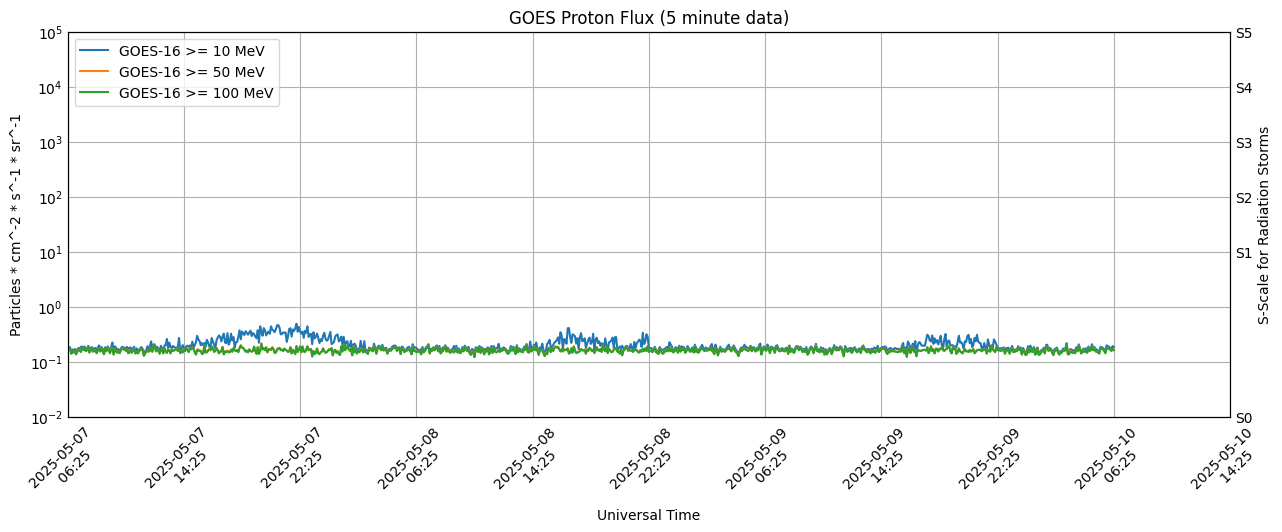 GOES Proton Flux (5 minute data)
GOES-16 >= 10 MeV
GOES-16 >= 50 MeV
GOES-16 >= 100 MeV
Particles * cm^-2 * s^-1 * sr^-1
10^5
10^4
10^3
10^2
10^1
10^0
10^-1
10^-2
S5
S4
S3
S2
S1
S0
S-Scale for Radiation Storms
2025-05-07
06:25
2025-05-07
14:25
2025-05-07
22:25
2025-05-08
06:25
2025-05-08
14:25
2025-05-08
22:25
2025-05-09
06:25
2025-05-09
14:25
2025-05-09
22:25
2025-05-10
06:25
2025-05-10
14:25
Universal Time